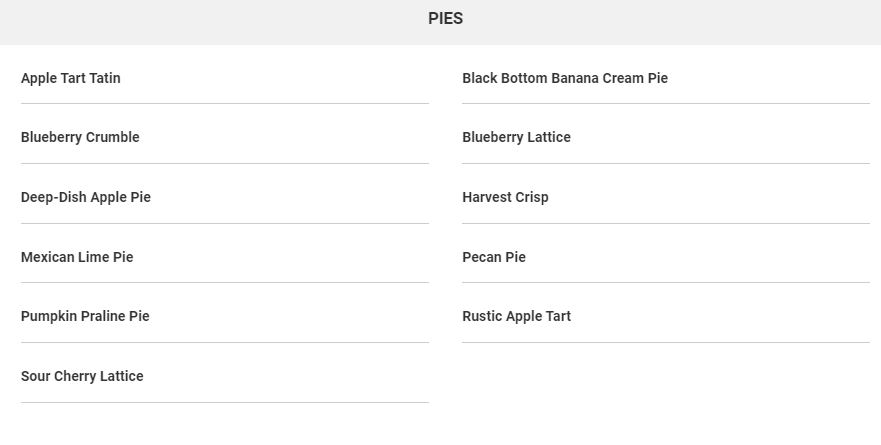 PIES
Apple Tart Tatin
Black Bottom Banana Cream Pie
Blueberry Crumble
Blueberry Lattice
Deep-Dish Apple Pie
Harvest Crisp
Mexican Lime Pie
Pecan Pie
Pumpkin Praline Pie
Rustic Apple Tart
Sour Cherry Lattice